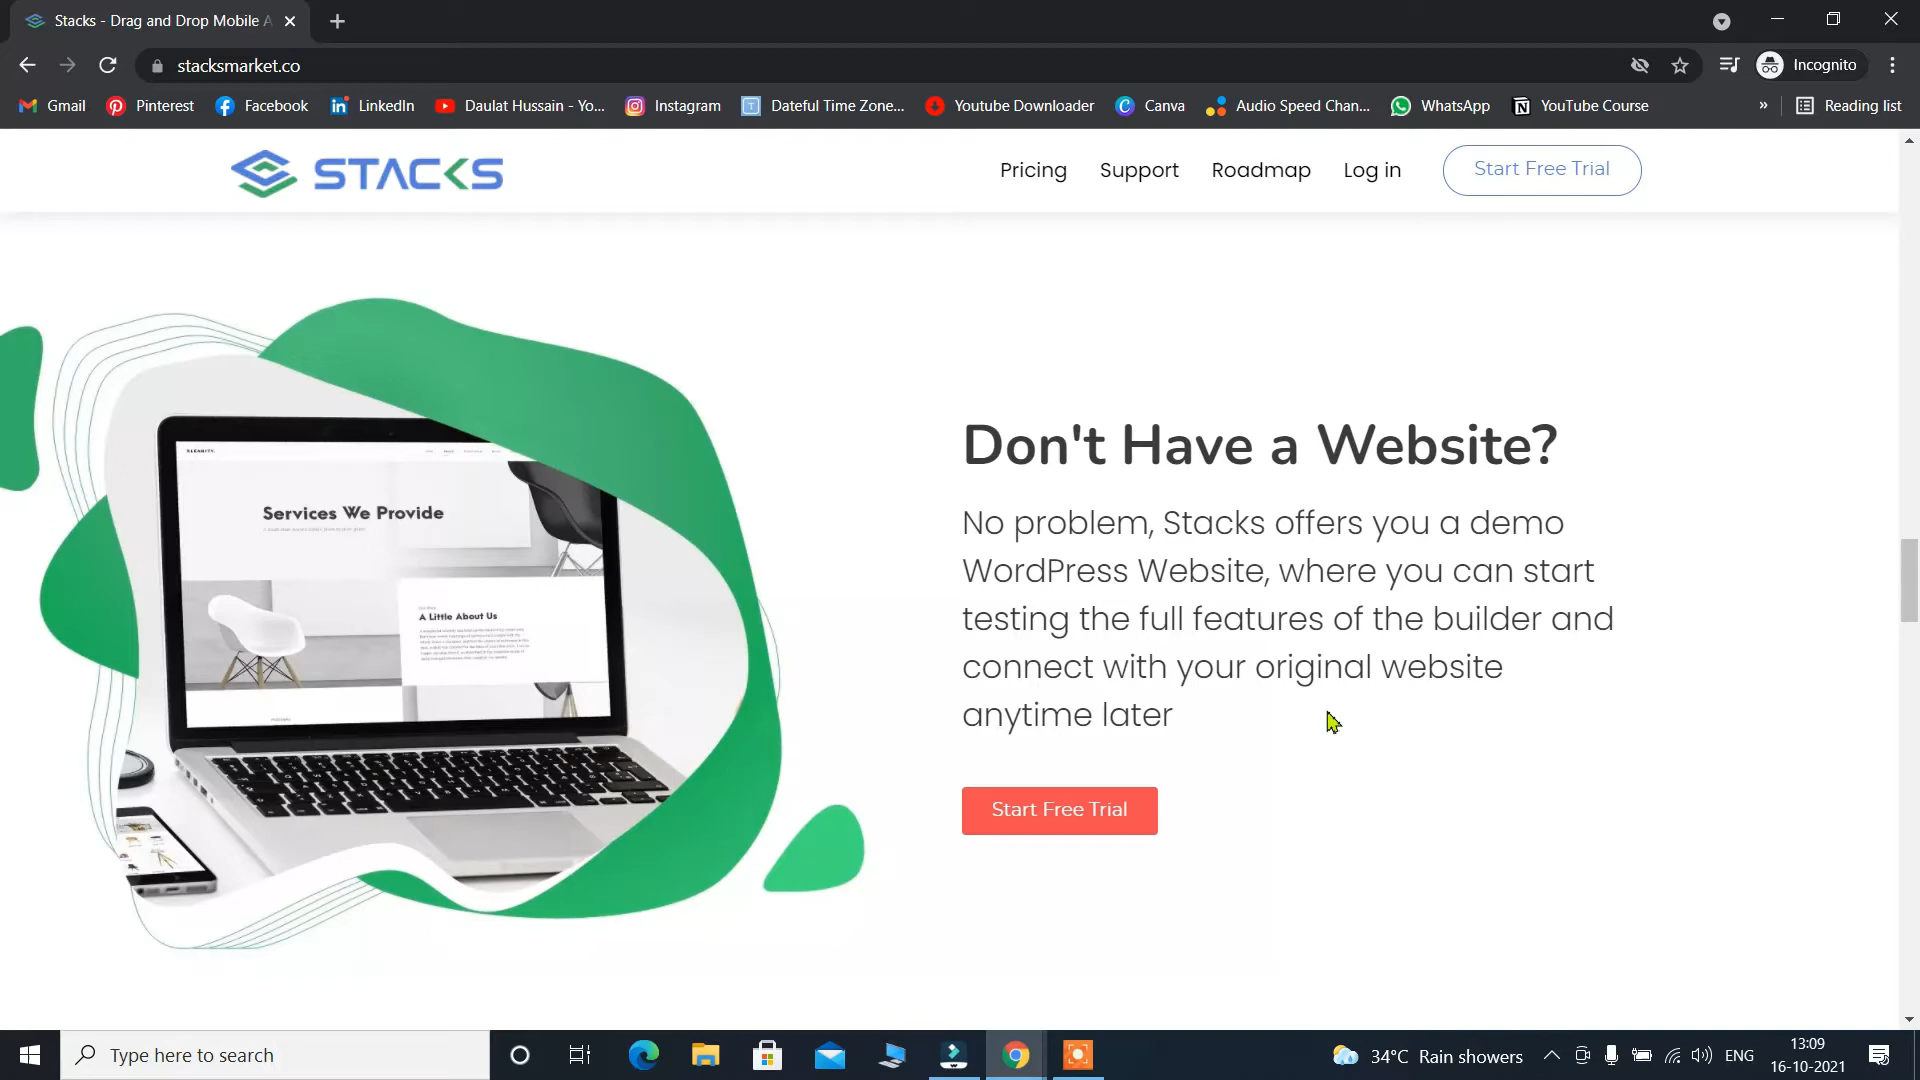 Stacks - Drag and Drop Mobile A
stacksmarket.co
Incognito
Gmail
Pinterest
Facebook
LinkedIn
Daulat Hussain - Yo...
Instagram
Dateful Time Zone...
Youtube Downloader
Canva
Audio Speed Chan...
WhatsApp
YouTube Course
»
Reading list
STACKS
Pricing
Support
Roadmap
Log in
Start Free Trial
Services We Provide
A Little About Us
Don't Have a Website?
No problem, Stacks offers you a demo
WordPress Website, where you can start
testing the full features of the builder and
connect with your original website
anytime later
Start Free Trial
Type here to search
34°C Rain showers
ENG
13:09
16-10-2021